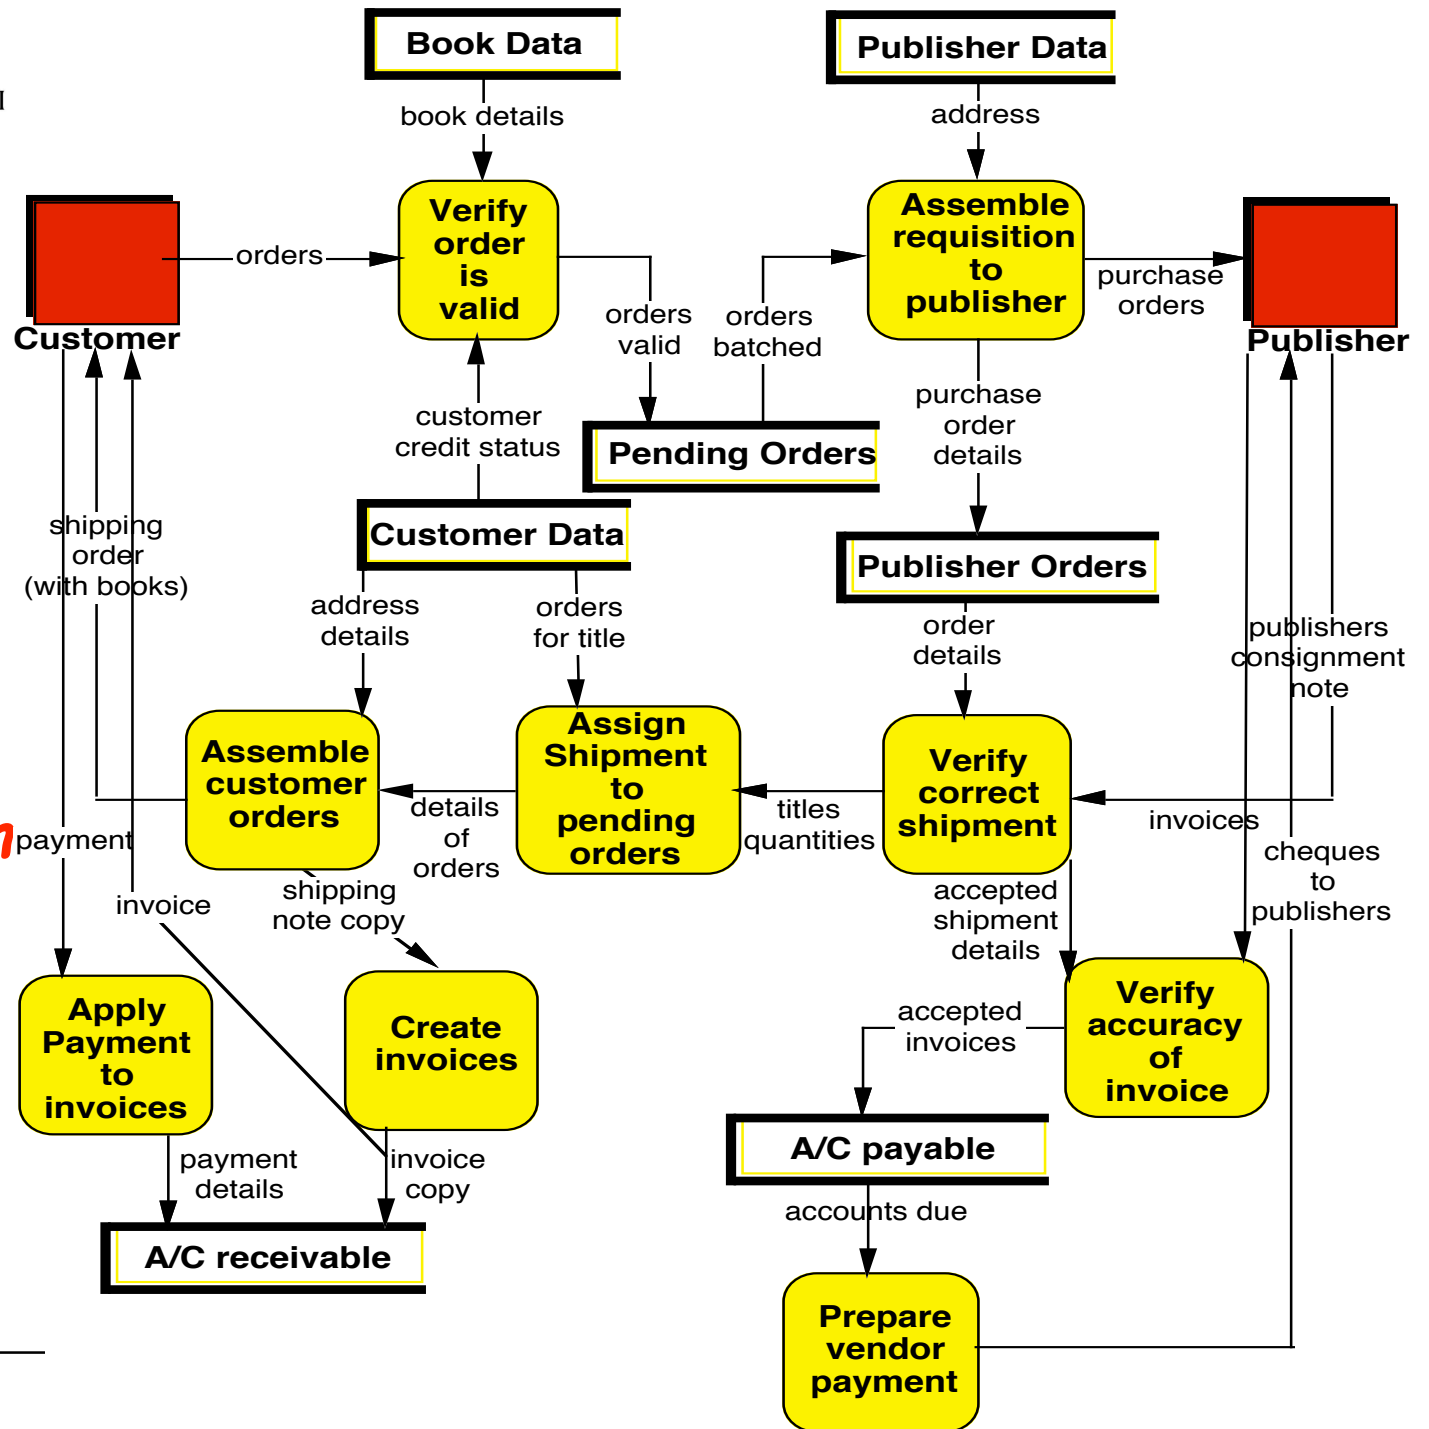 Book Data
Publisher Data
I
book details
address
Verify
order
is
valid
Assemble
requisition
to
publisher
orders
purchase
orders
Customer
Publisher
orders
valid
orders
batched
customer
credit status
purchase
order
details
Pending Orders
Customer Data
shipping
order
(with books)
Publisher Orders
address
details
orders
for title
order
details
publishers
consignment
note
Assemble
customer
orders
Assign
Shipment
to
pending
orders
Verify
correct
shipment
details
of
orders
titles
quantities
invoices
payment
cheques
to
publishers
invoice
shipping
note copy
accepted
shipment
details
Apply
Payment
to
invoices
Create
invoices
accepted
invoices
Verify
accuracy
of
invoice
payment
details
invoice
copy
A/C payable
accounts due
A/C receivable
Prepare
vendor
payment